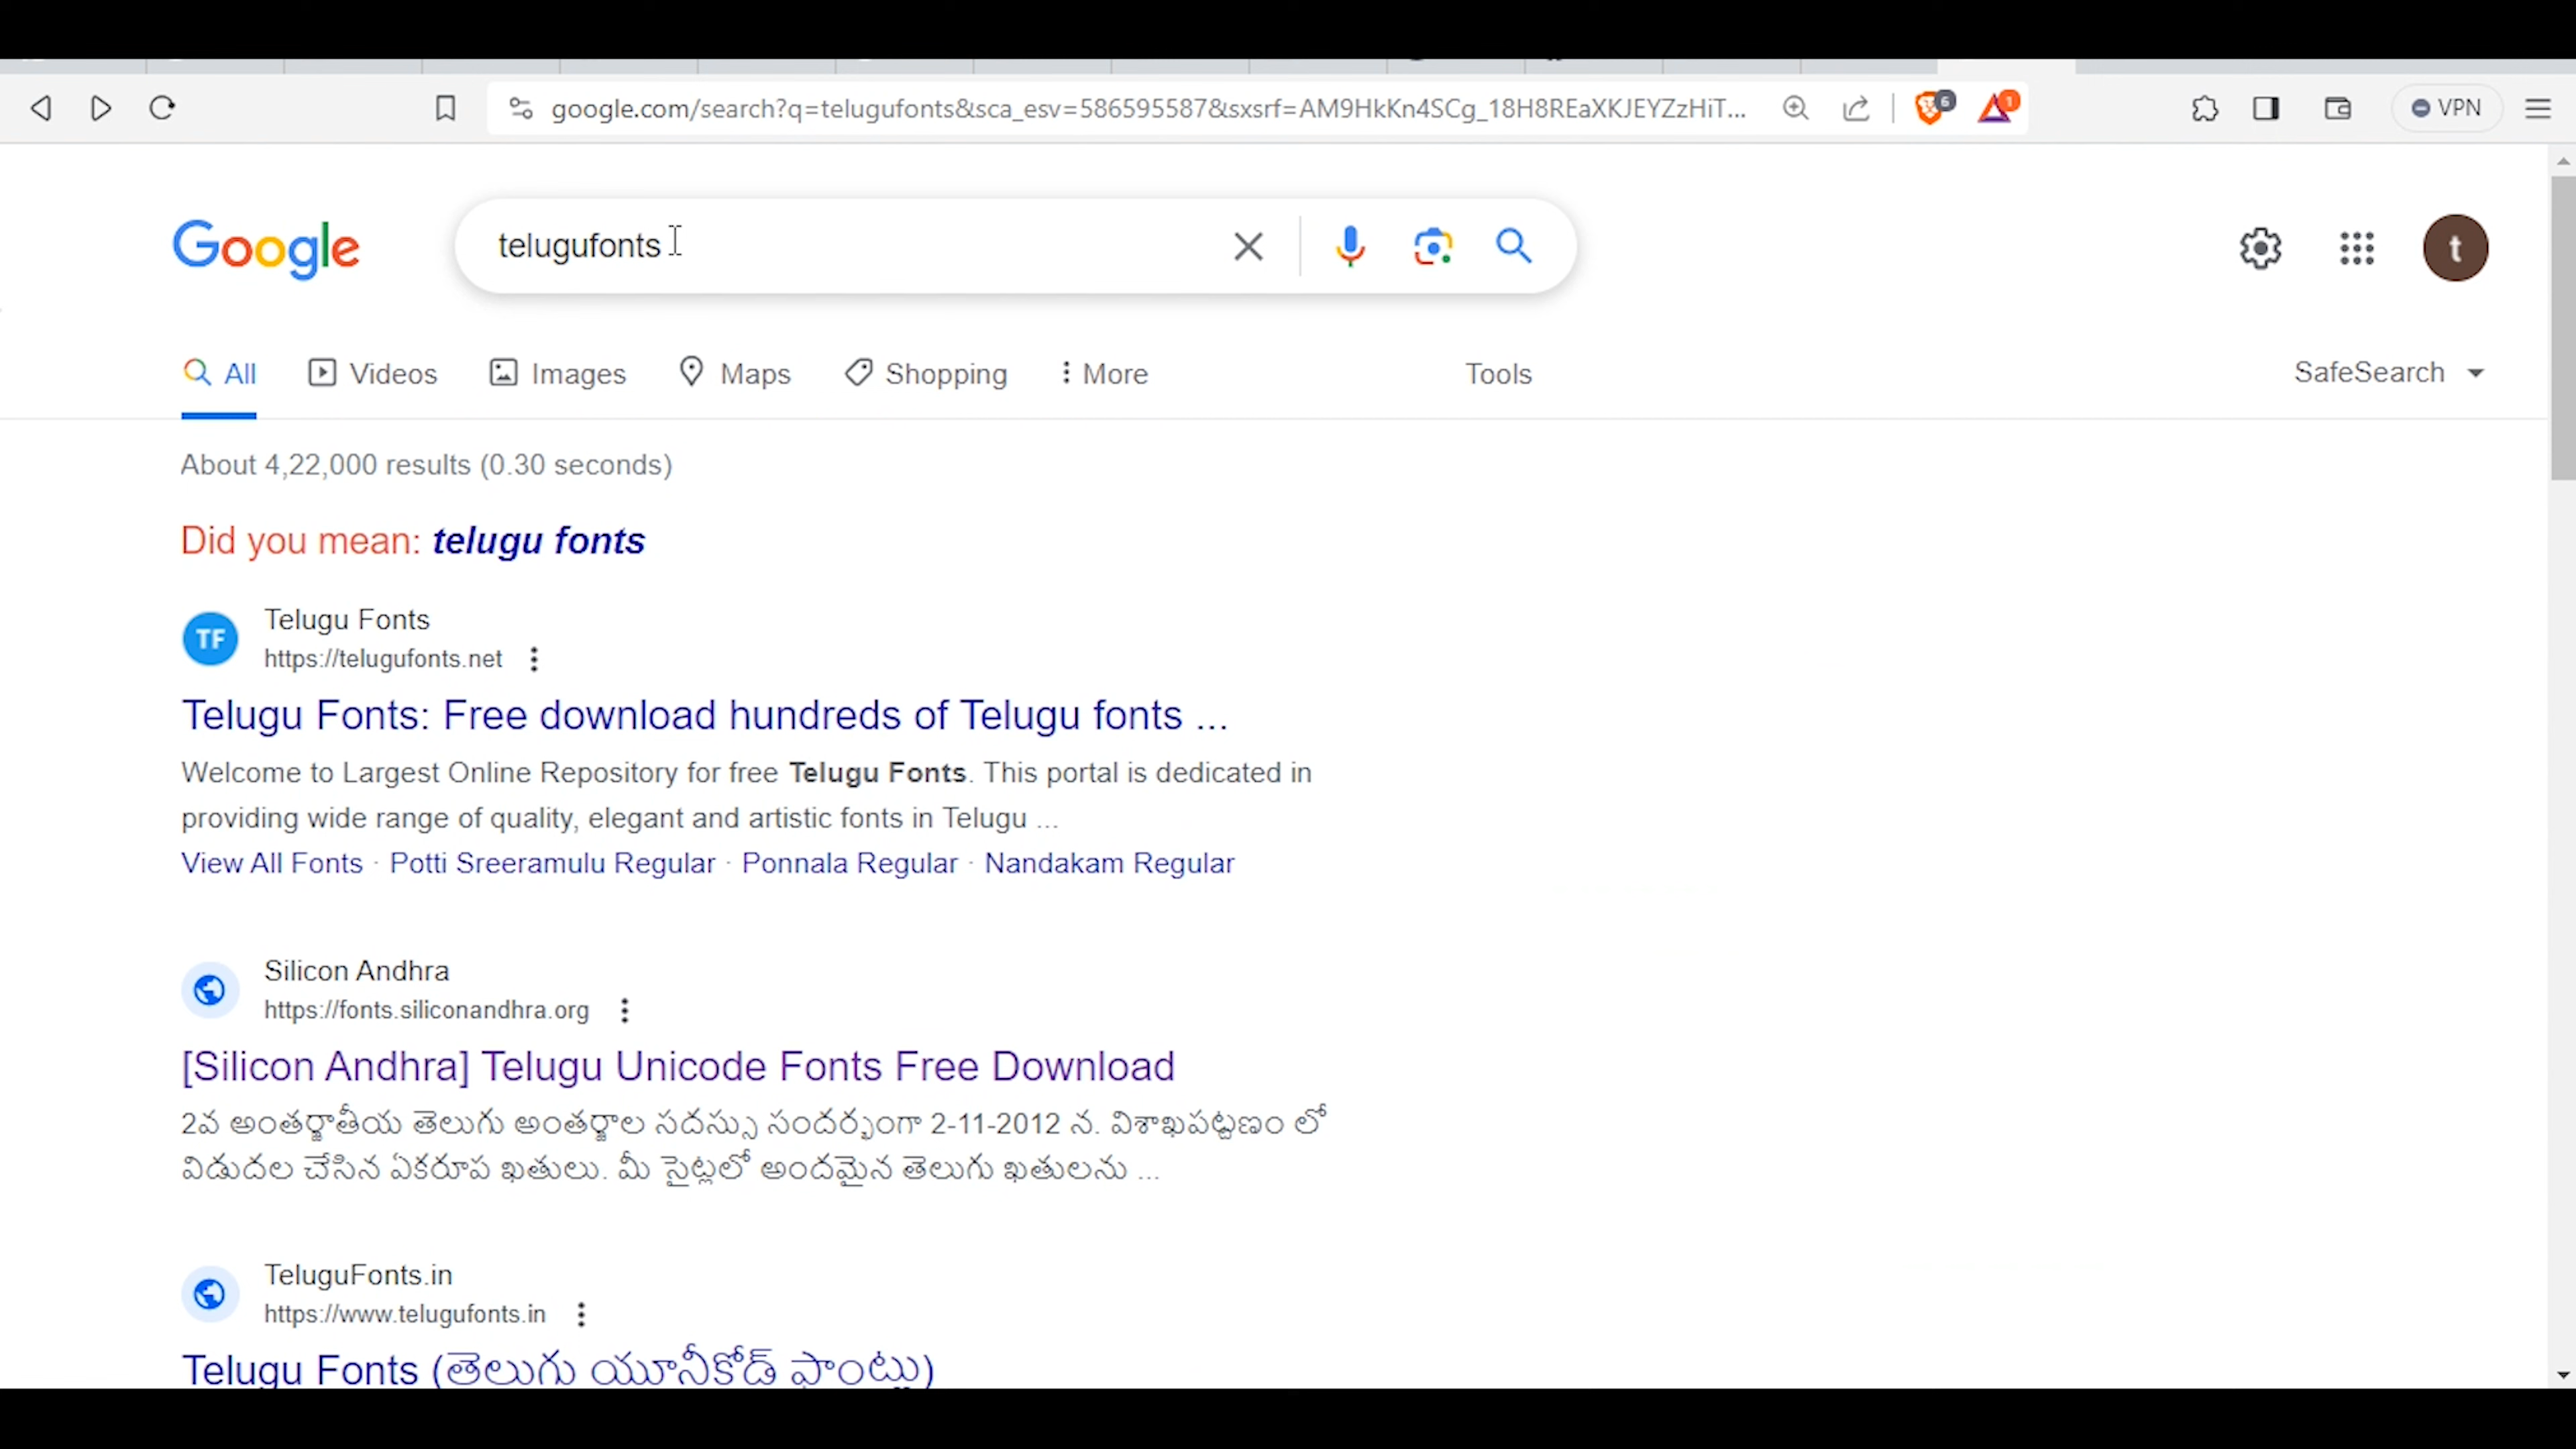 google.com/search?q=telugufonts&sca_esv=586595587&sxsrf=AM9HkKn4SCg_18H8REaXKJEYZzHiT...
6
1
VPN
Google
telugufonts
t
All
Videos
Images
Maps
Shopping
More
Tools
SafeSearch
About 4,22,000 results (0.30 seconds)
Did you mean: telugu fonts
TF
Telugu Fonts
https://telugufonts.net
Telugu Fonts: Free download hundreds of Telugu fonts ...
Welcome to Largest Online Repository for free Telugu Fonts. This portal is dedicated in
providing wide range of quality, elegant and artistic fonts in Telugu ...
View All Fonts · Potti Sreeramulu Regular · Ponnala Regular · Nandakam Regular
Silicon Andhra
https://fonts.siliconandhra.org
[Silicon Andhra] Telugu Unicode Fonts Free Download
2వ అంతర్జాతీయ తెలుగు అంతర్జాల సదస్సు సందర్భంగా 2-11-2012 న. విశాఖపట్టణం లో
విడుదల చేసిన ఏకరూప ఖతులు. మీ సైట్లలో అందమైన తెలుగు ఖతులను ...
TeluguFonts.in
https://www.telugufonts.in
Telugu Fonts (తెలుగు యూనీకోడ్ ఫాంట్లు)